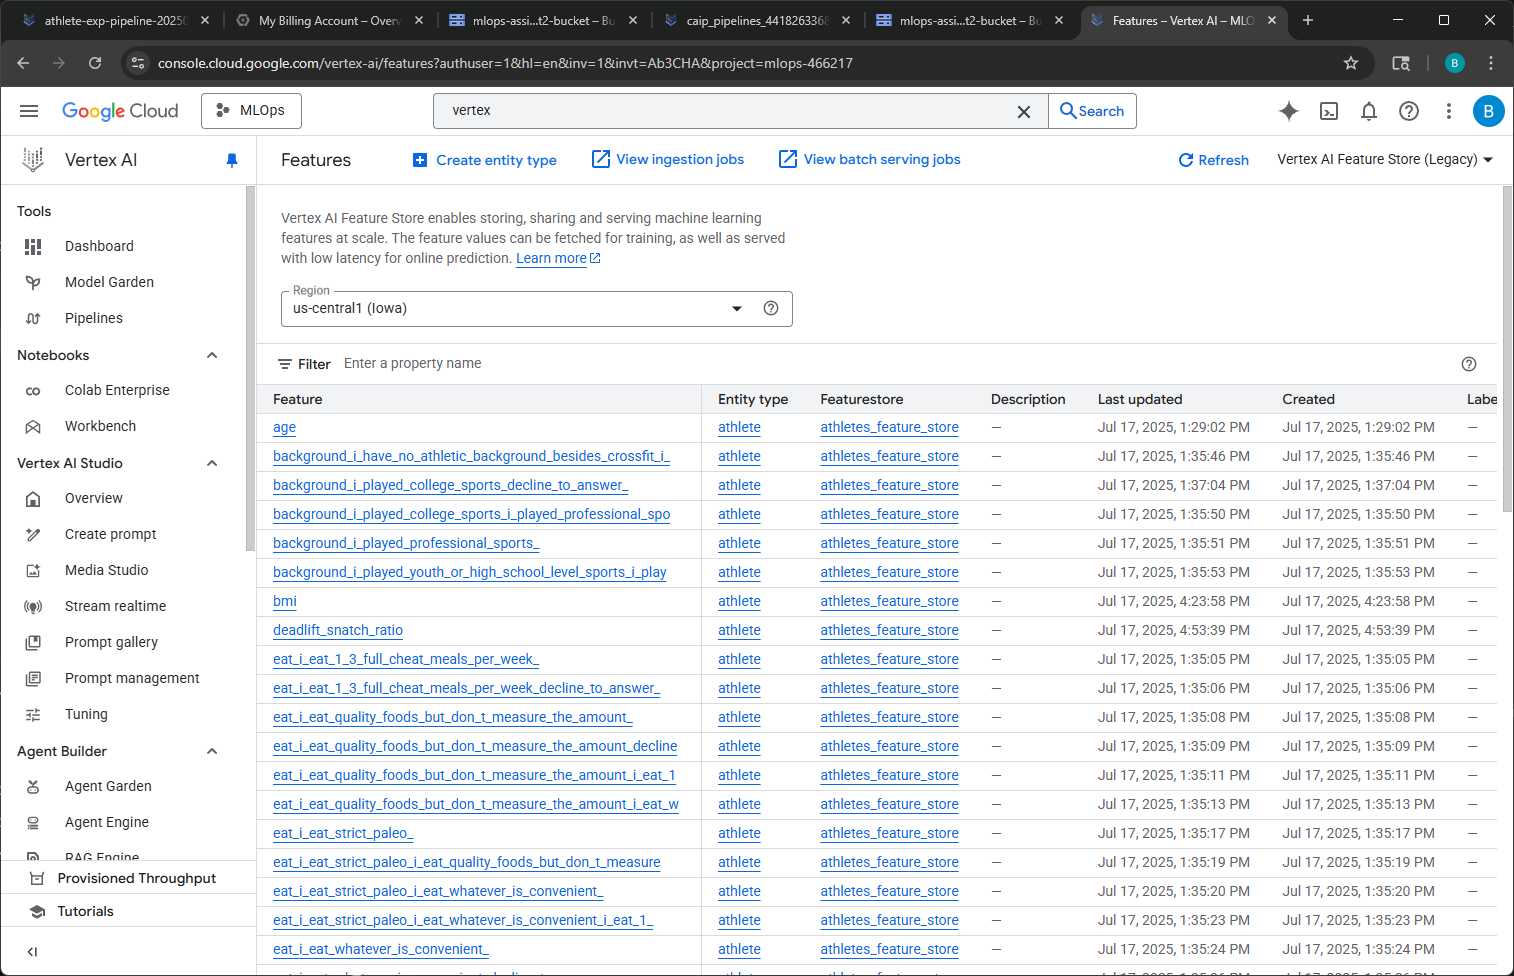 athlete-exp-pipeline-20250
My Billing Account – Overv
mlops-assi...t2-bucket – Bu
caip_pipelines_4418263368
mlops-assi...t2-bucket – Bu
Features – Vertex AI – MLO
console.cloud.google.com/vertex-ai/features?authuser=1&hl=en&inv=1&invt=Ab3CHA&project=mlops-466217
B
Google Cloud
MLOps
vertex
Search
B
Vertex AI
Features
Create entity type
View ingestion jobs
View batch serving jobs
Refresh
Vertex AI Feature Store (Legacy)
Tools
Dashboard
Model Garden
Pipelines
Notebooks
Colab Enterprise
Workbench
Vertex AI Studio
Overview
Create prompt
Media Studio
Stream realtime
Prompt gallery
Prompt management
Tuning
Agent Builder
Agent Garden
Agent Engine
RAG Engine
Provisioned Throughput
Tutorials
Vertex AI Feature Store enables storing, sharing and serving machine learning
features at scale. The feature values can be fetched for training, as well as served
with low latency for online prediction. Learn more
Region
us-central1 (Iowa)
Filter Enter a property name
Feature Entity type Featurestore Description Last updated Created Labe
age athlete athletes_feature_store — Jul 17, 2025, 1:29:02 PM Jul 17, 2025, 1:29:02 PM —
background_i_have_no_athletic_background_besides_crossfit_i_ athlete athletes_feature_store — Jul 17, 2025, 1:35:46 PM Jul 17, 2025, 1:35:46 PM —
background_i_played_college_sports_decline_to_answer_ athlete athletes_feature_store — Jul 17, 2025, 1:37:04 PM Jul 17, 2025, 1:37:04 PM —
background_i_played_college_sports_i_played_professional_spo athlete athletes_feature_store — Jul 17, 2025, 1:35:50 PM Jul 17, 2025, 1:35:50 PM —
background_i_played_professional_sports_ athlete athletes_feature_store — Jul 17, 2025, 1:35:51 PM Jul 17, 2025, 1:35:51 PM —
background_i_played_youth_or_high_school_level_sports_i_play athlete athletes_feature_store — Jul 17, 2025, 1:35:53 PM Jul 17, 2025, 1:35:53 PM —
bmi athlete athletes_feature_store — Jul 17, 2025, 4:23:58 PM Jul 17, 2025, 4:23:58 PM —
deadlift_snatch_ratio athlete athletes_feature_store — Jul 17, 2025, 4:53:39 PM Jul 17, 2025, 4:53:39 PM —
eat_i_eat_1_3_full_cheat_meals_per_week_ athlete athletes_feature_store — Jul 17, 2025, 1:35:05 PM Jul 17, 2025, 1:35:05 PM —
eat_i_eat_1_3_full_cheat_meals_per_week_decline_to_answer_ athlete athletes_feature_store — Jul 17, 2025, 1:35:06 PM Jul 17, 2025, 1:35:06 PM —
eat_i_eat_quality_foods_but_don_t_measure_the_amount_ athlete athletes_feature_store — Jul 17, 2025, 1:35:08 PM Jul 17, 2025, 1:35:08 PM —
eat_i_eat_quality_foods_but_don_t_measure_the_amount_decline athlete athletes_feature_store — Jul 17, 2025, 1:35:09 PM Jul 17, 2025, 1:35:09 PM —
eat_i_eat_quality_foods_but_don_t_measure_the_amount_i_eat_1 athlete athletes_feature_store — Jul 17, 2025, 1:35:11 PM Jul 17, 2025, 1:35:11 PM —
eat_i_eat_quality_foods_but_don_t_measure_the_amount_i_eat_w athlete athletes_feature_store — Jul 17, 2025, 1:35:13 PM Jul 17, 2025, 1:35:13 PM —
eat_i_eat_strict_paleo_ athlete athletes_feature_store — Jul 17, 2025, 1:35:17 PM Jul 17, 2025, 1:35:17 PM —
eat_i_eat_strict_paleo_i_eat_quality_foods_but_don_t_measure athlete athletes_feature_store — Jul 17, 2025, 1:35:19 PM Jul 17, 2025, 1:35:19 PM —
eat_i_eat_strict_paleo_i_eat_whatever_is_convenient_ athlete athletes_feature_store — Jul 17, 2025, 1:35:20 PM Jul 17, 2025, 1:35:20 PM —
eat_i_eat_strict_paleo_i_eat_whatever_is_convenient_i_eat_1_ athlete athletes_feature_store — Jul 17, 2025, 1:35:23 PM Jul 17, 2025, 1:35:23 PM —
eat_i_eat_whatever_is_convenient_ athlete athletes_feature_store — Jul 17, 2025, 1:35:24 PM Jul 17, 2025, 1:35:24 PM —